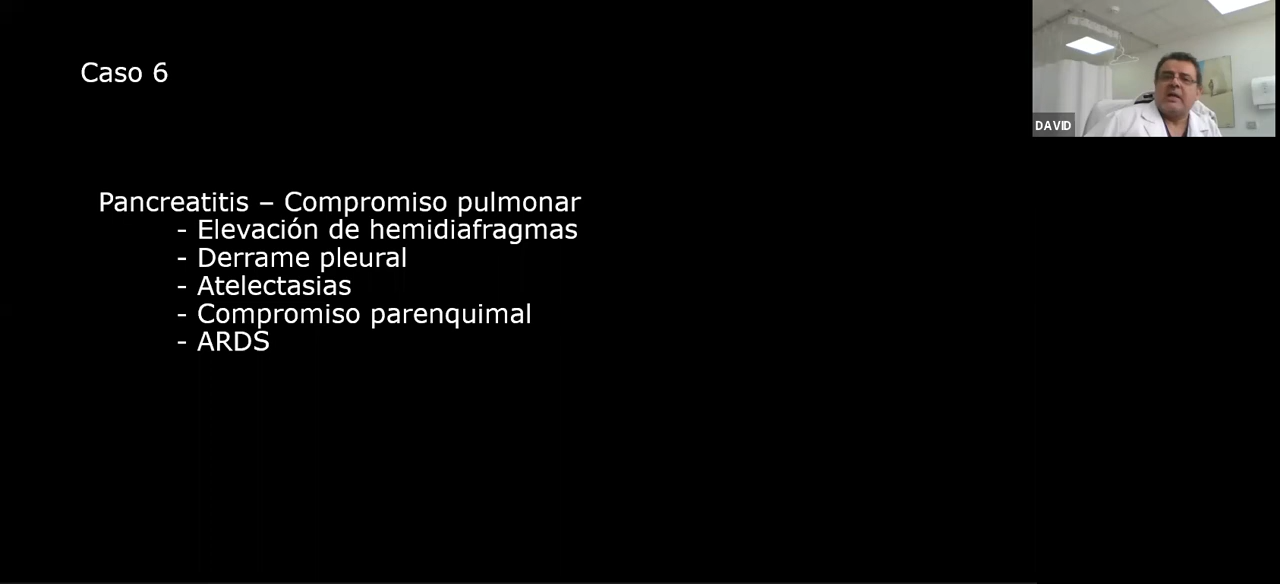 Caso 6
Pancreatitis – Compromiso pulmonar
- Elevación de hemidiafragmas
- Derrame pleural
- Atelectasias
- Compromiso parenquimal
- ARDS
DAVID